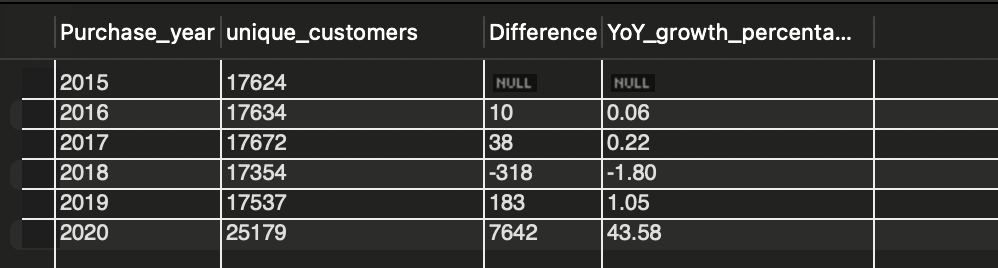 Purchase_year unique_customers Difference YoY_growth_percenta...
2015 17624 NULL NULL
2016 17634 10 0.06
2017 17672 38 0.22
2018 17354 -318 -1.80
2019 17537 183 1.05
2020 25179 7642 43.58